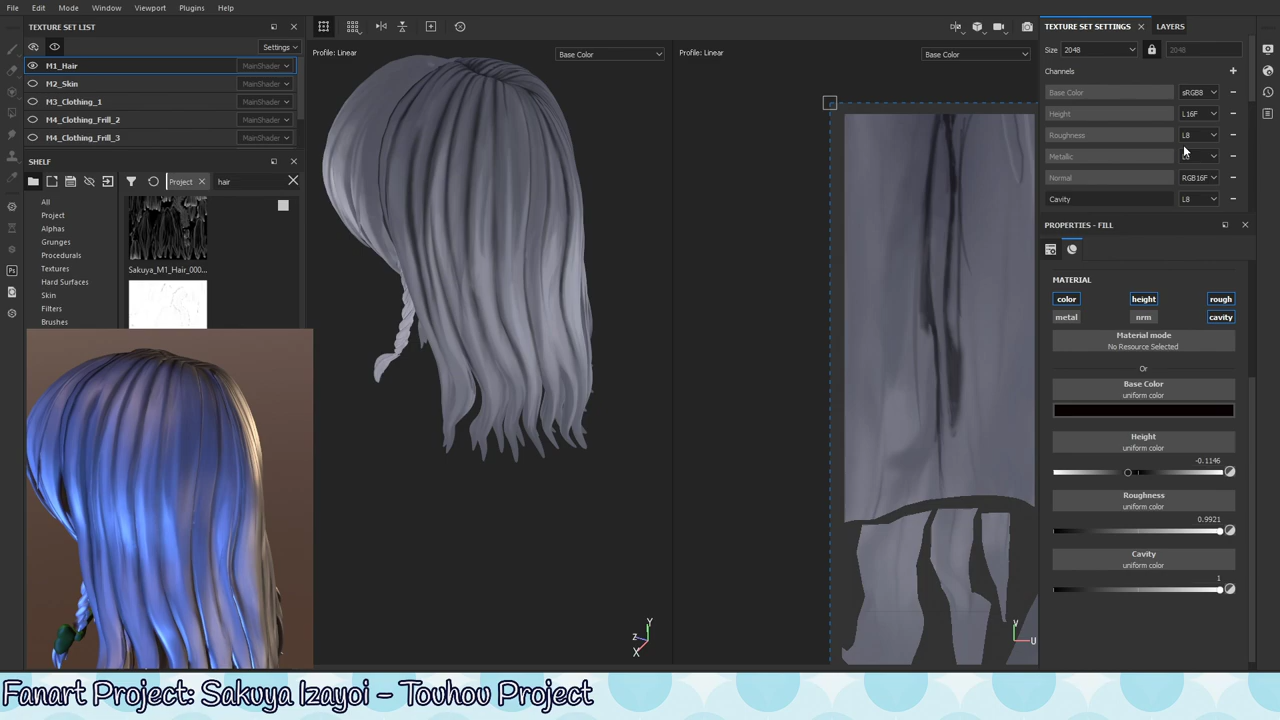 File Edit Mode Window Viewport Plugins Help
TEXTURE SET LIST
Settings
M1_Hair MainShader
M2_Skin MainShader
M3_Clothing_1 MainShader
M4_Clothing_Frill_2 MainShader
M4_Clothing_Frill_3 MainShader
SHELF
Project
hair
All
Project
Alphas
Grunges
Procedurals
Textures
Hard Surfaces
Skin
Filters
Brushes
Sakuya_M1_Hair_000...
Ps
Profile: Linear
Base Color
Y
Z
X
Profile: Linear
Base Color
V
U
TEXTURE SET SETTINGS
LAYERS
Size 2048 2048
Channels
Base Color sRGB8
Height L16F
Roughness L8
Metallic
Normal RGB16F
Cavity L8
PROPERTIES - FILL
MATERIAL
color height rough
metal nrm cavity
Material mode
No Resource Selected
Or
Base Color
uniform color
Height
uniform color
-0.1146
Roughness
uniform color
0.9921
Cavity
uniform color
1
Fanart Project: Sakuya Izayoi - Touhou Project